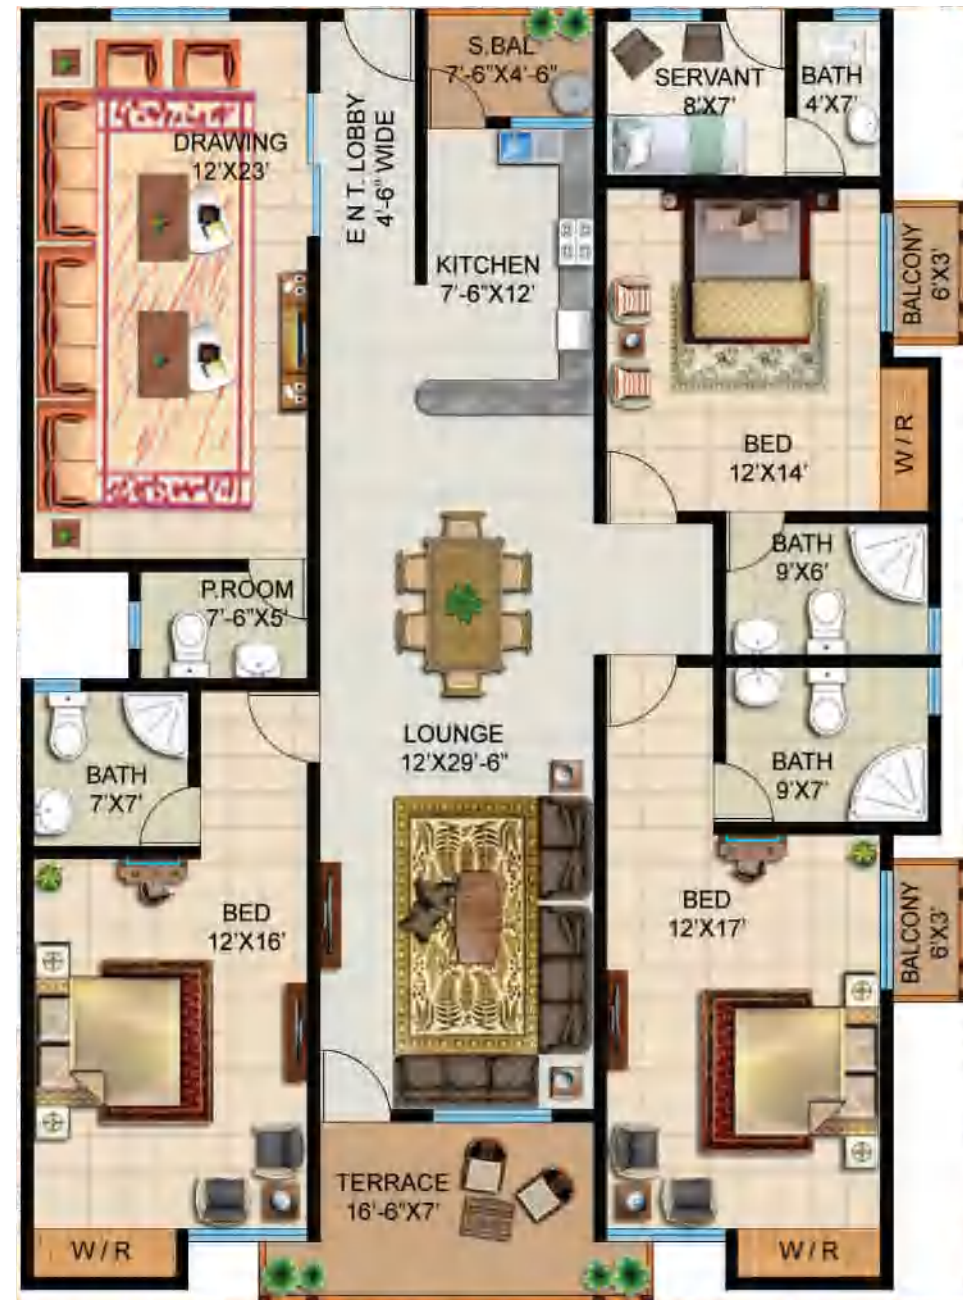 S.BAL
7'-6"X4'-6"
SERVANT
8'X7'
BATH
4'X7'
DRAWING
12'X23'
ENT. LOBBY
4'-6" WIDE
KITCHEN
7'-6"X12'
BALCONY
6'X3'
BED
12'X14'
W / R
BATH
9'X6'
P.ROOM
7'-6"X5'
LOUNGE
12'X29'-6"
BATH
7'X7'
BATH
9'X7'
BED
12'X16'
BED
12'X17'
BALCONY
6'X3'
TERRACE
16'-6"X7'
W / R
W / R